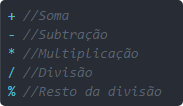 + //Soma
- //Subtração
* //Multiplicação
/ //Divisão
% //Resto da divisão